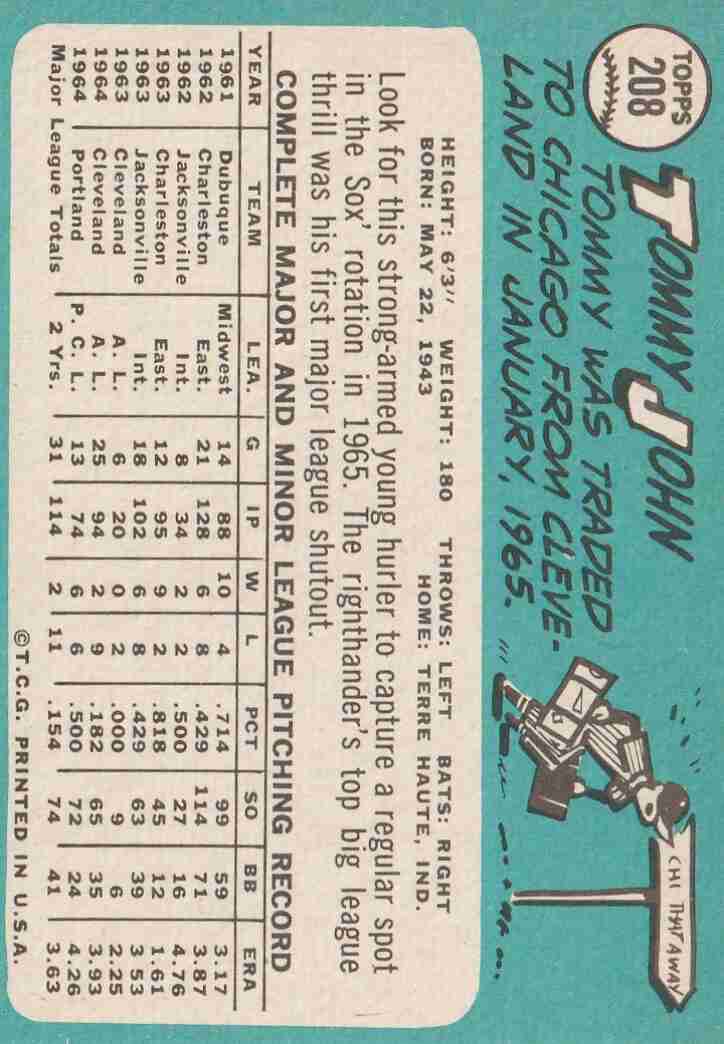 TOPPS
208
TOMMY JOHN
TOMMY WAS TRADED
TO CHICAGO FROM CLEVE-
LAND IN JANUARY, 1965.
CHI THAT AWAY
HEIGHT: 6'3" WEIGHT: 180 THROWS: LEFT BATS: RIGHT
BORN: MAY 22, 1943 HOME: TERRE HAUTE, IND.
Look for this strong-armed young hurler to capture a regular spot
in the Sox' rotation in 1965. The righthander's top big league
thrill was his first major league shutout.
COMPLETE MAJOR AND MINOR LEAGUE PITCHING RECORD
YEAR TEAM LEA. G IP W L PCT SO BB ERA
1961 Dubuque Midwest 14 88 10 4 .714 99 59 3.17
1962 Charleston East. 21 128 6 8 .429 114 71 3.87
1962 Jacksonville Int. 8 34 2 2 .500 27 16 4.76
1963 Charleston East. 12 95 9 2 .818 45 12 1.61
1963 Jacksonville Int. 18 102 6 8 .429 63 39 3.53
1963 Cleveland A. L. 6 20 0 2 .000 9 6 2.25
1964 Cleveland A. L. 25 94 2 9 .182 65 35 3.93
1964 Portland P. C. L. 13 74 6 6 .500 72 24 4.26
Major League Totals 2 Yrs. 31 114 2 11 .154 74 41 3.63
©T.C.G. PRINTED IN U.S.A.